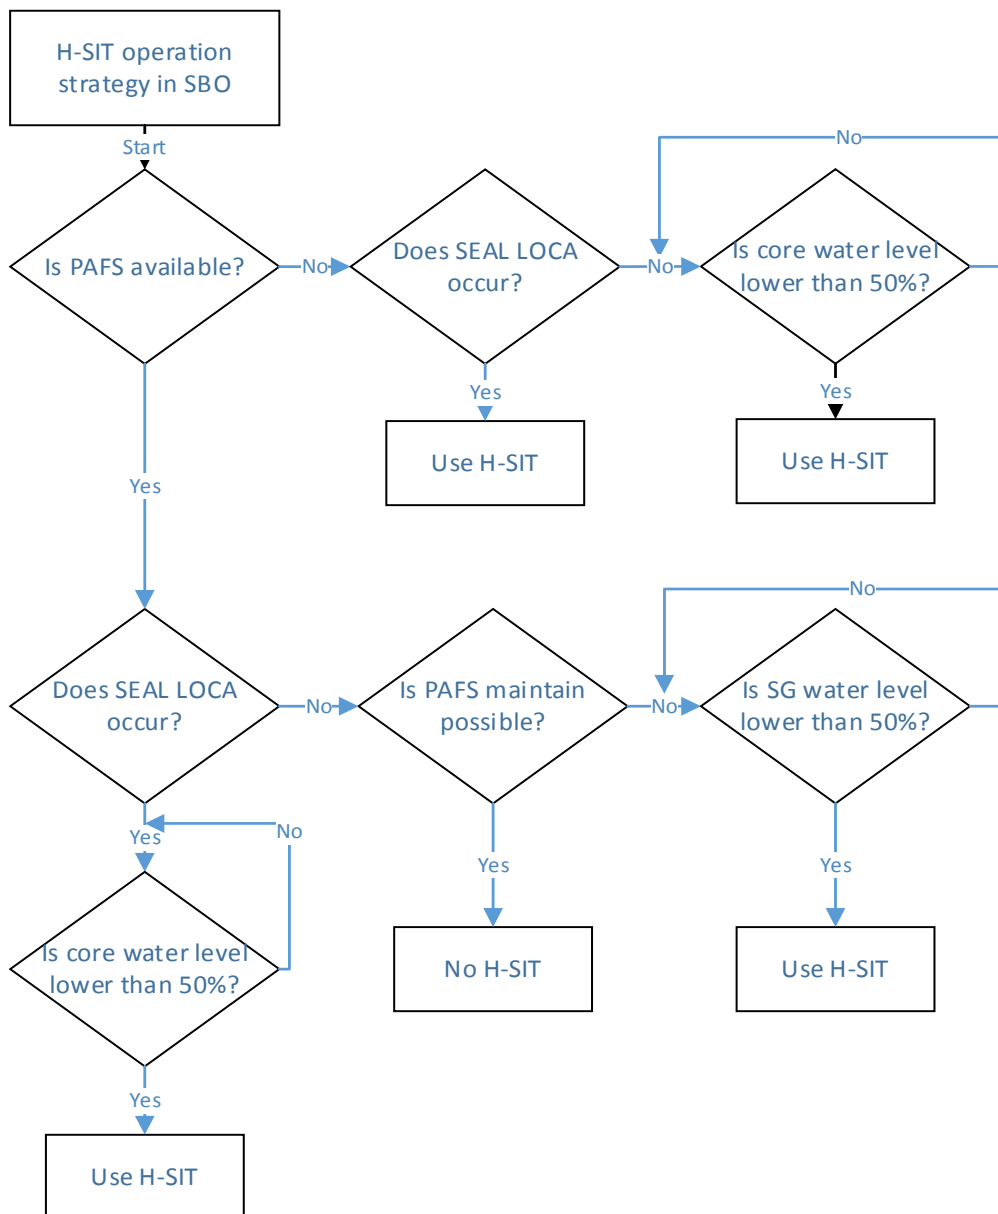 H-SIT operation
strategy in SBO
Start
No
Is PAFS available?
No
Does SEAL LOCA
occur?
No
Is core water level
lower than 50%?
Yes
Yes
Use H-SIT
Use H-SIT
Yes
No
Does SEAL LOCA
occur?
No
Is PAFS maintain
possible?
No
Is SG water level
lower than 50%?
Yes
No
Yes
Yes
Is core water level
lower than 50%?
No H-SIT
Use H-SIT
Yes
Use H-SIT